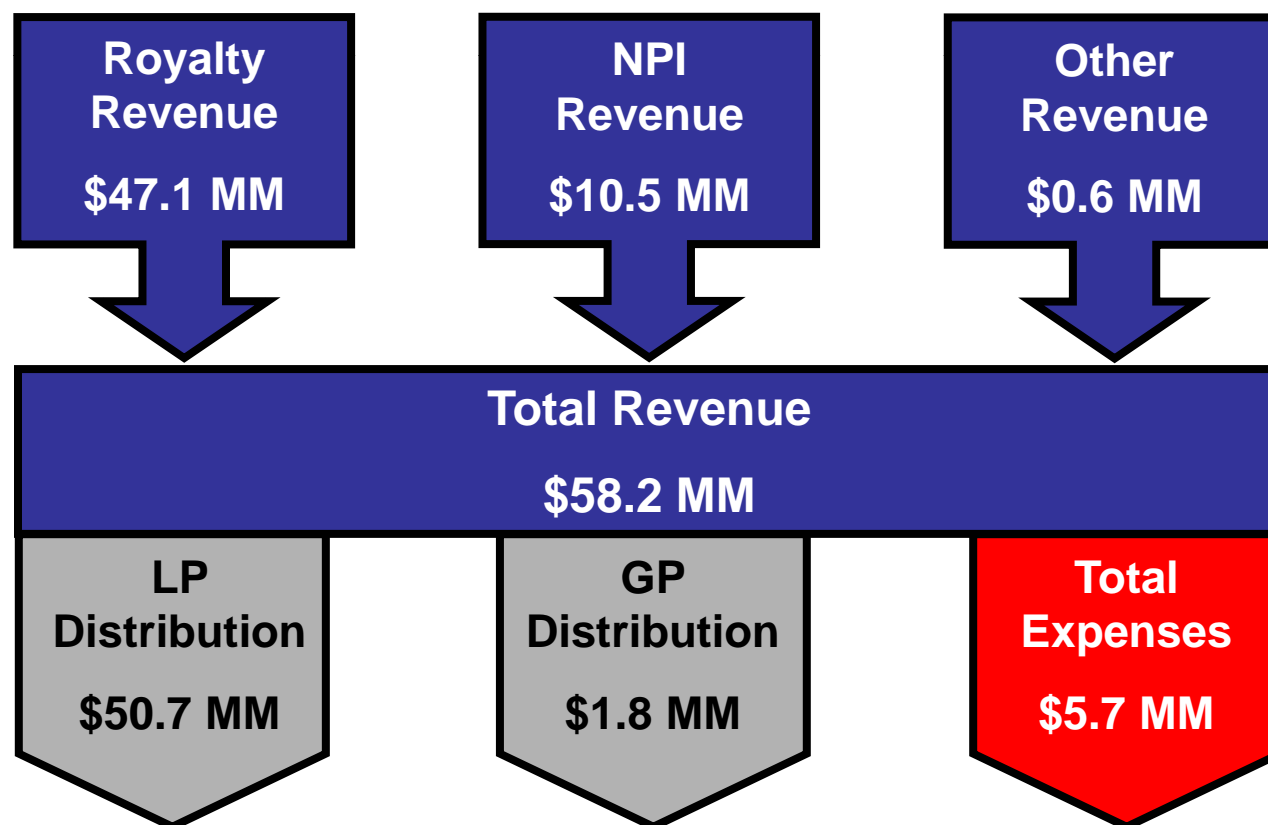 Royalty
Revenue
$47.1 MM
NPI
Revenue
$10.5 MM
Other
Revenue
$0.6 MM
Total Revenue
$58.2 MM
LP
Distribution
$50.7 MM
GP
Distribution
$1.8 MM
Total
Expenses
$5.7 MM